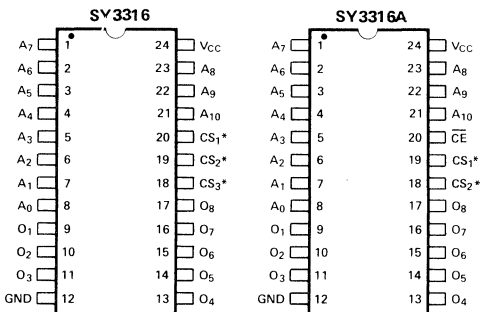 SY3316 SY3316A
A7 1 24 VCC A7 1 24 VCC
A6 2 23 A8 A6 2 23 A8
A5 3 22 A9 A5 3 22 A9
A4 4 21 A10 A4 4 21 A10
A3 5 20 CS1* A3 5 20 C̅E̅
A2 6 19 CS2* A2 6 19 CS1*
A1 7 18 CS3* A1 7 18 CS2*
A0 8 17 O8 A0 8 17 O8
O1 9 16 O7 O1 9 16 O7
O2 10 15 O6 O2 10 15 O6
O3 11 14 O5 O3 11 14 O5
GND 12 13 O4 GND 12 13 O4